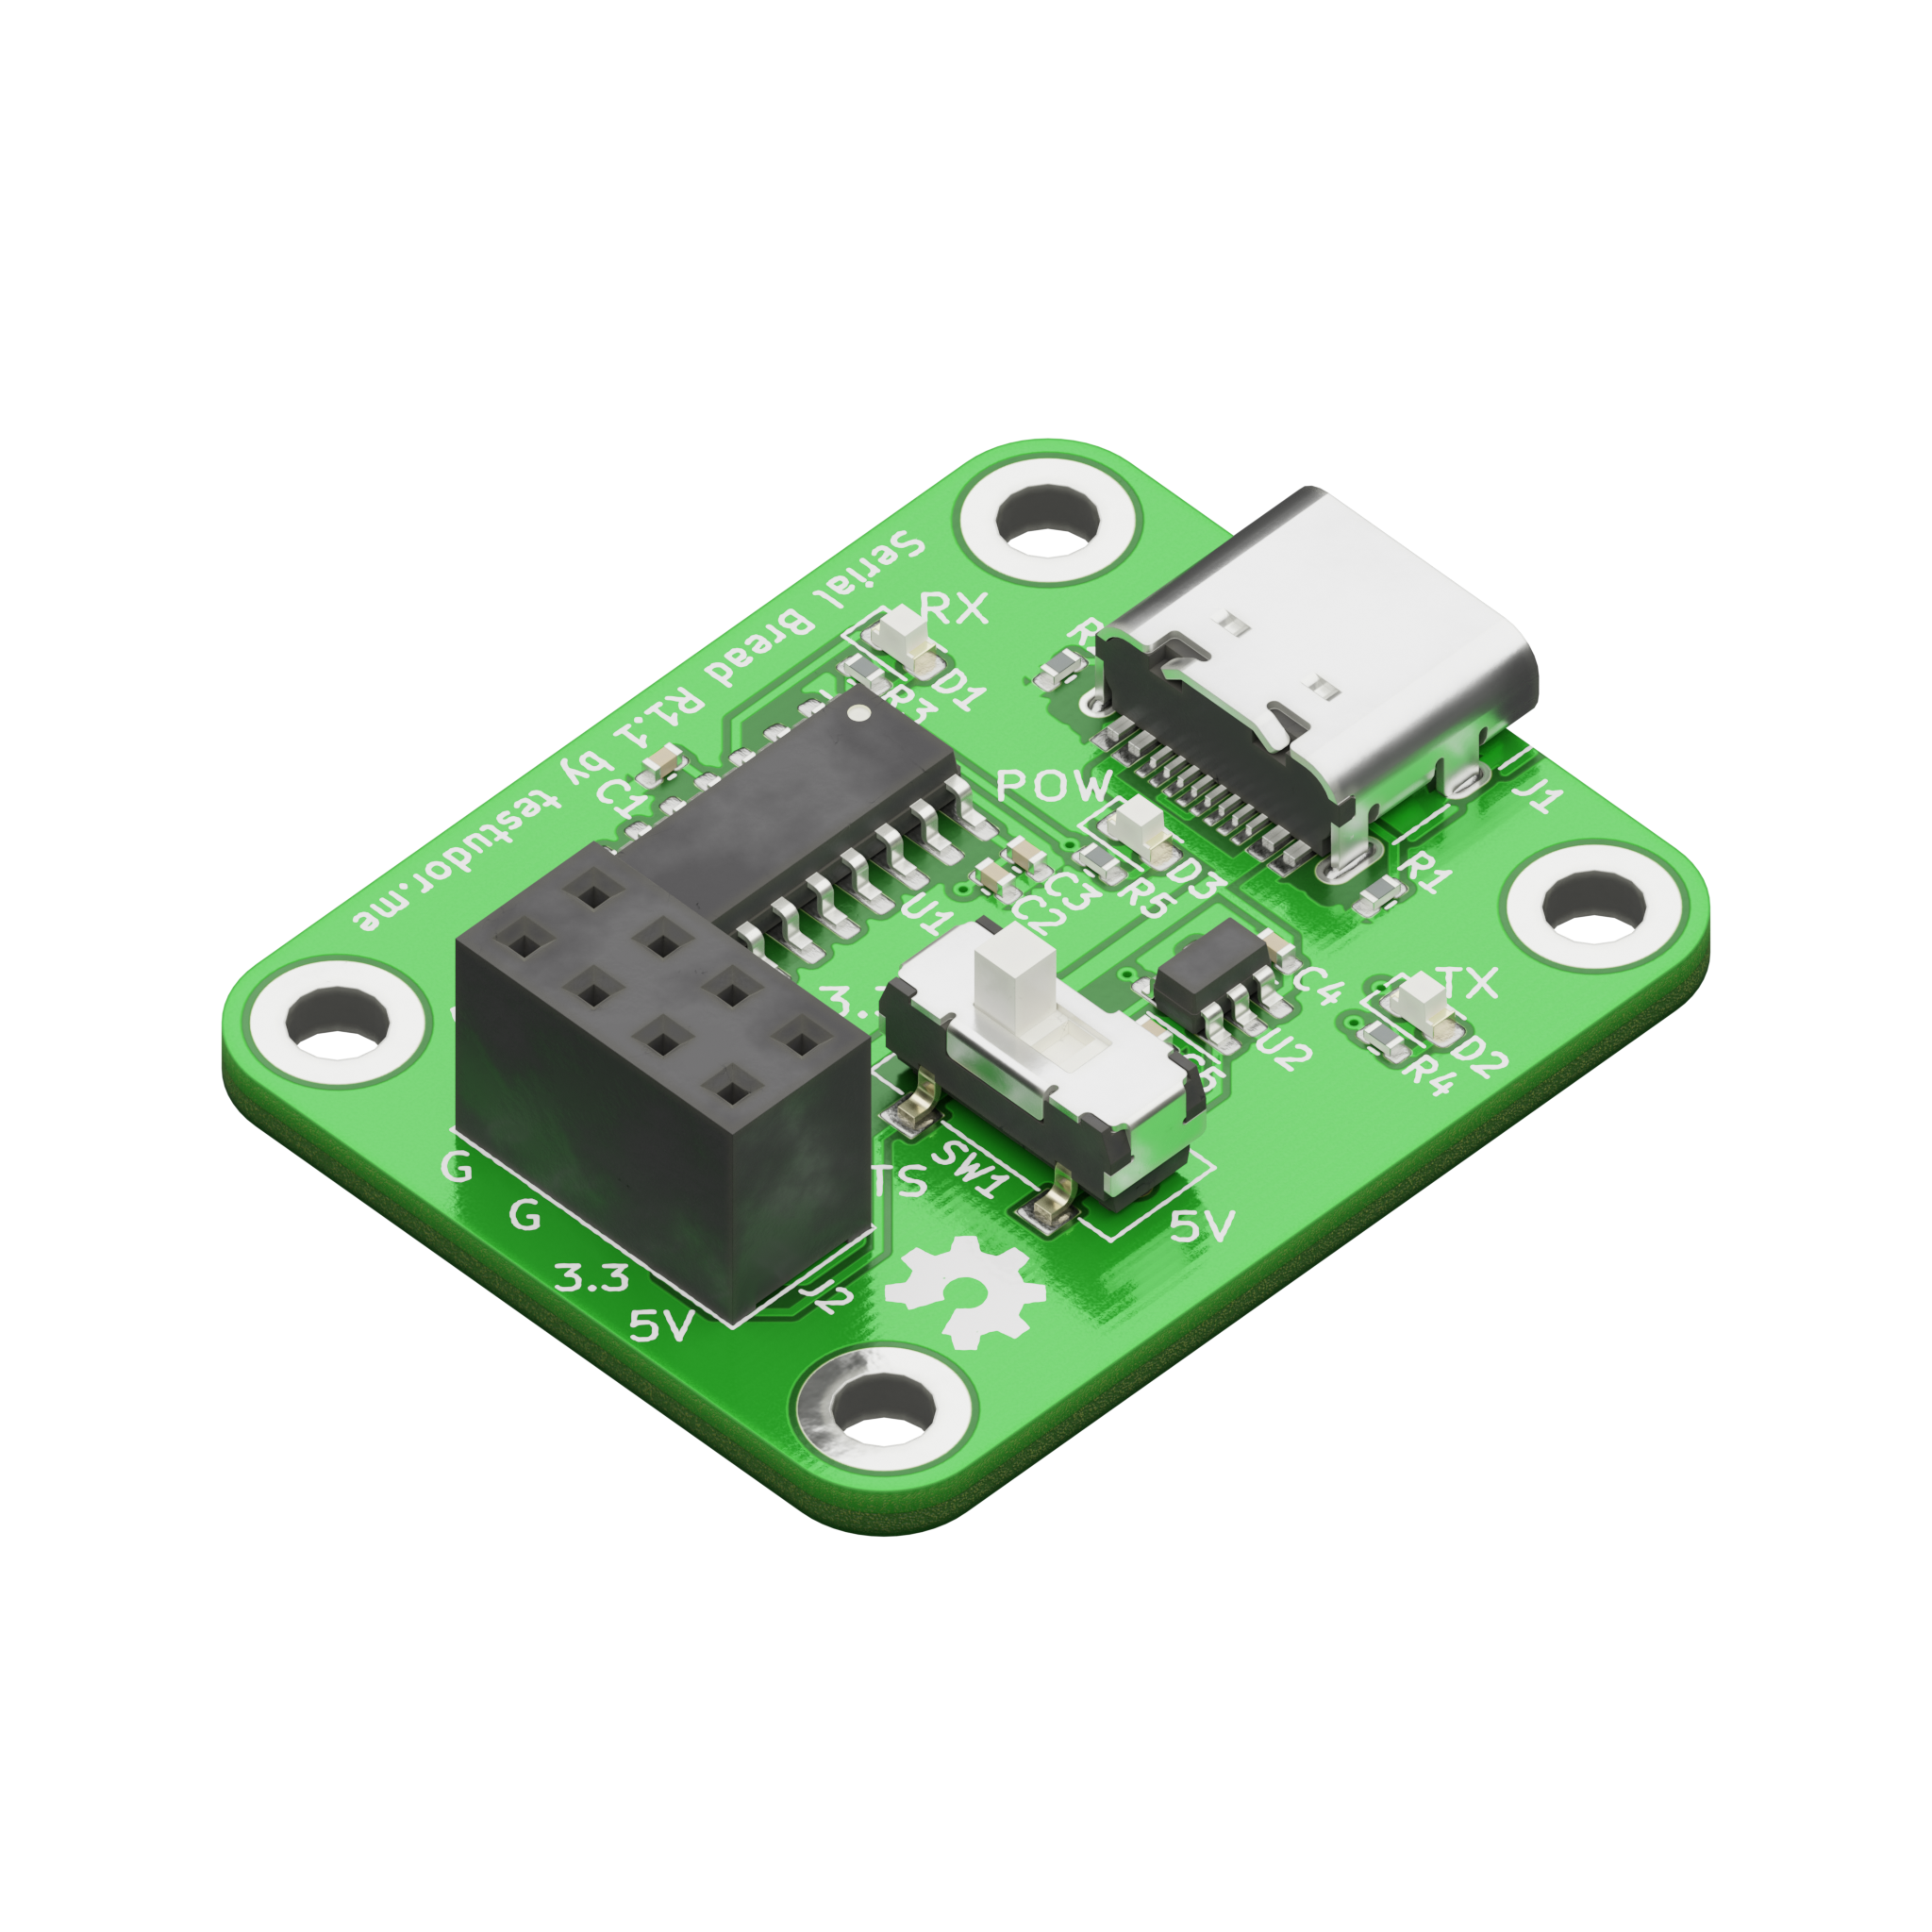 Serial Bread R1.1 by testudor.me
RX
D1
R3
C1
U1
POW
D3
R5
C3
C2
J1
R1
C4
U2
TX
D2
R4
SW1
5V
J2
G
G
3.3
5V